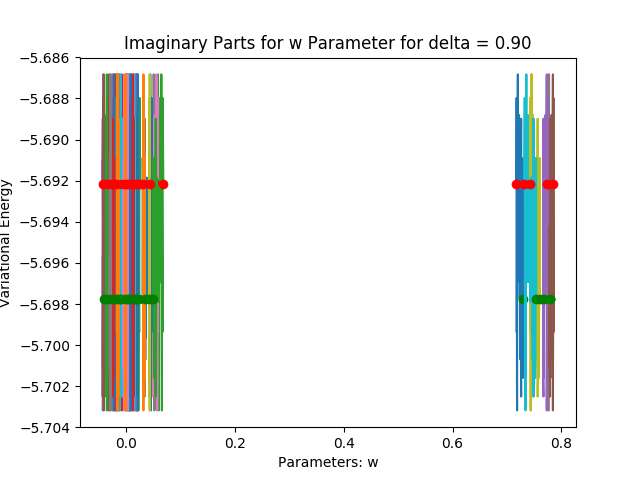 Imaginary Parts for w Parameter for delta = 0.90
−5.686
−5.688
−5.690
−5.692
−5.694
−5.696
−5.698
−5.700
−5.702
−5.704
Variational Energy
0.0 0.2 0.4 0.6 0.8
Parameters: w